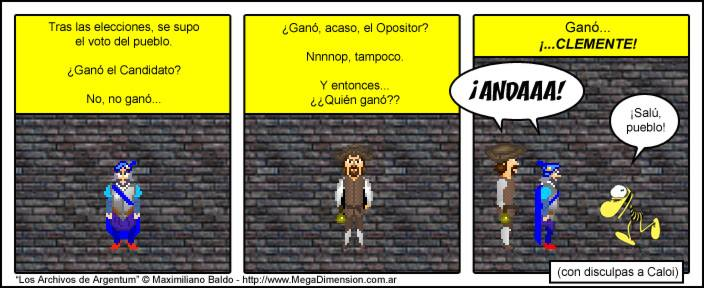 Tras las elecciones, se supo
el voto del pueblo.
¿Ganó el Candidato?
No, no ganó...
¿Ganó, acaso, el Opositor?
Nnnnop, tampoco.
Y entonces...
¿¿Quién ganó??
Ganó...
¡...CLEMENTE!
¡ANDAAA!
¡Salú,
pueblo!
(con disculpas a Caloi)
"Los Archivos de Argentum" © Maximiliano Baldo - http://www.MegaDimension.com.ar